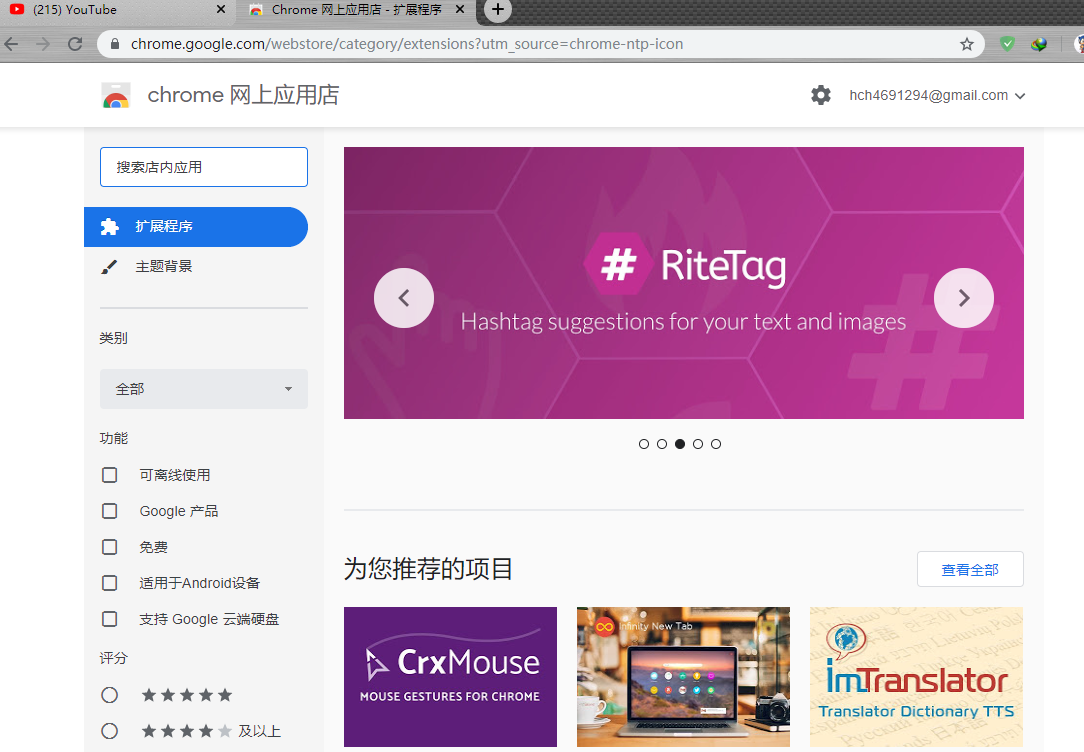 (215) YouTube
Chrome 网上应用店 - 扩展程序
chrome.google.com/webstore/category/extensions?utm_source=chrome-ntp-icon
chrome 网上应用店
hch4691294@gmail.com
搜索店内应用
扩展程序
主题背景
类别
全部
功能
可离线使用
Google 产品
免费
适用于Android设备
支持 Google 云端硬盘
评分
及以上
# RiteTag
Hashtag suggestions for your text and images
为您推荐的项目
查看全部
CrxMouse
MOUSE GESTURES FOR CHROME
Infinity New Tab
imTranslator
Translator Dictionary TTS